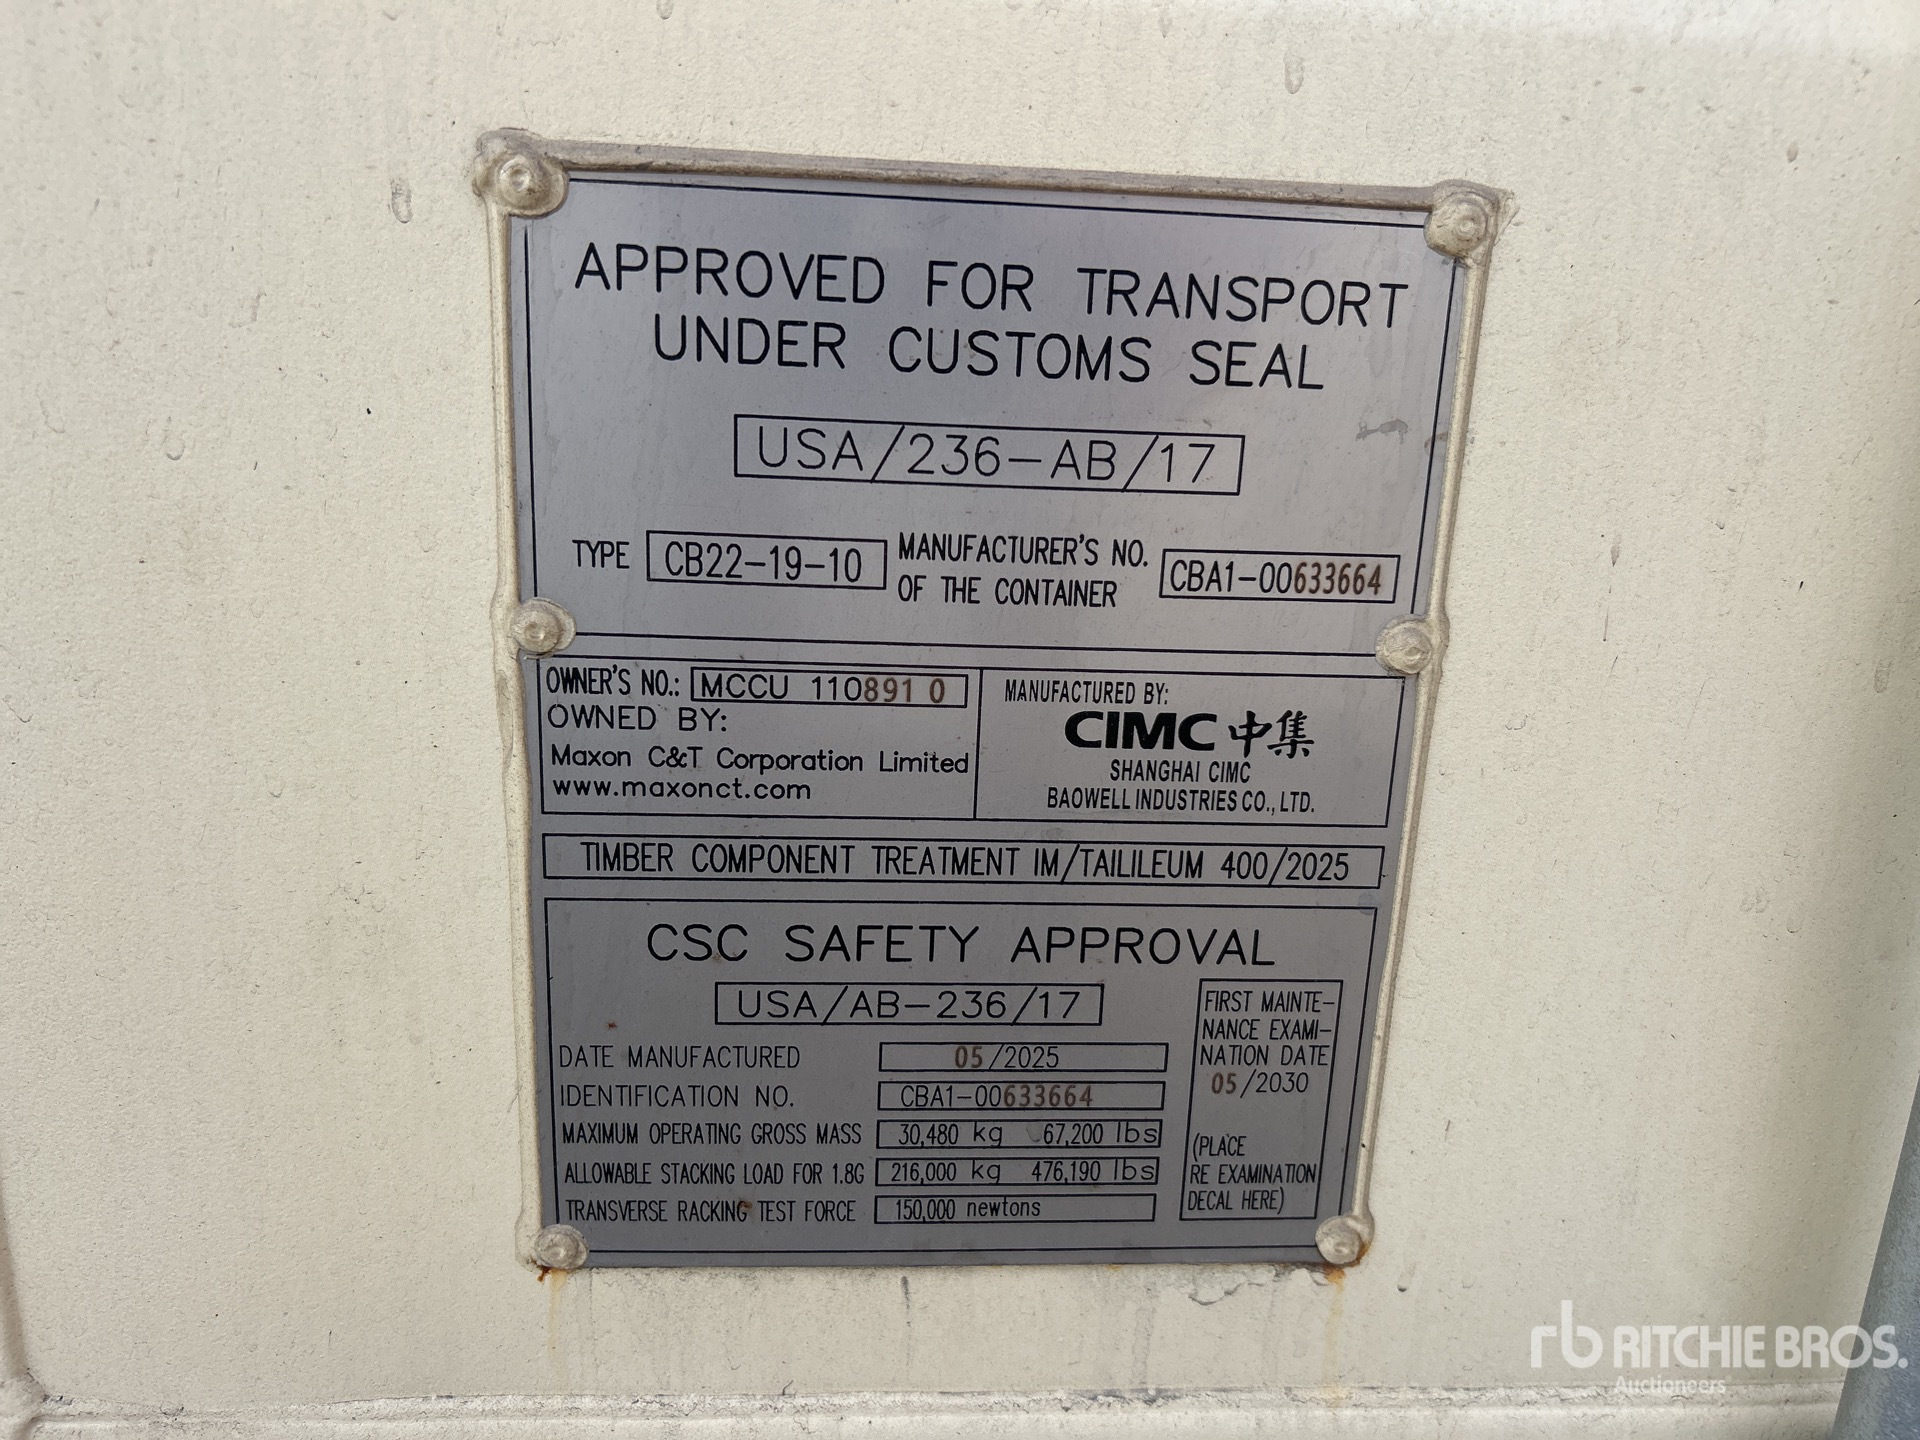 APPROVED FOR TRANSPORT
UNDER CUSTOMS SEAL
USA/236-AB/17
TYPE CB22-19-10 MANUFACTURER'S NO. OF THE CONTAINER CBA1-00633664
OWNER'S NO.: MCCU 110891 0
OWNED BY:
Maxon C&T Corporation Limited
www.maxonct.com
MANUFACTURED BY:
CIMC 中集
SHANGHAI CIMC
BAOWELL INDUSTRIES CO., LTD.
TIMBER COMPONENT TREATMENT IM/TAILILEUM 400/2025
CSC SAFETY APPROVAL
USA/AB-236/17
DATE MANUFACTURED 05/2025
IDENTIFICATION NO. CBA1-00633664
MAXIMUM OPERATING GROSS MASS 30,480 kg 67,200 lbs
ALLOWABLE STACKING LOAD FOR 1.8G 216,000 kg 476,190 lbs
TRANSVERSE RACKING TEST FORCE 150,000 newtons
FIRST MAINTE-
NANCE EXAMI-
NATION DATE
05/2030
(PLACE
RE EXAMINATION
DECAL HERE)
rb RITCHIE BROS.
Auctioneers